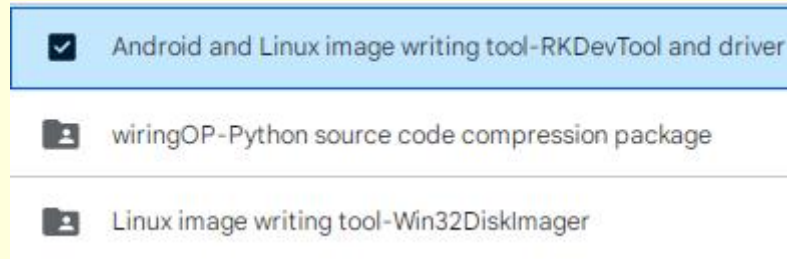 Android and Linux image writing tool-RKDevTool and driver
wiringOP-Python source code compression package
Linux image writing tool-Win32DiskImager